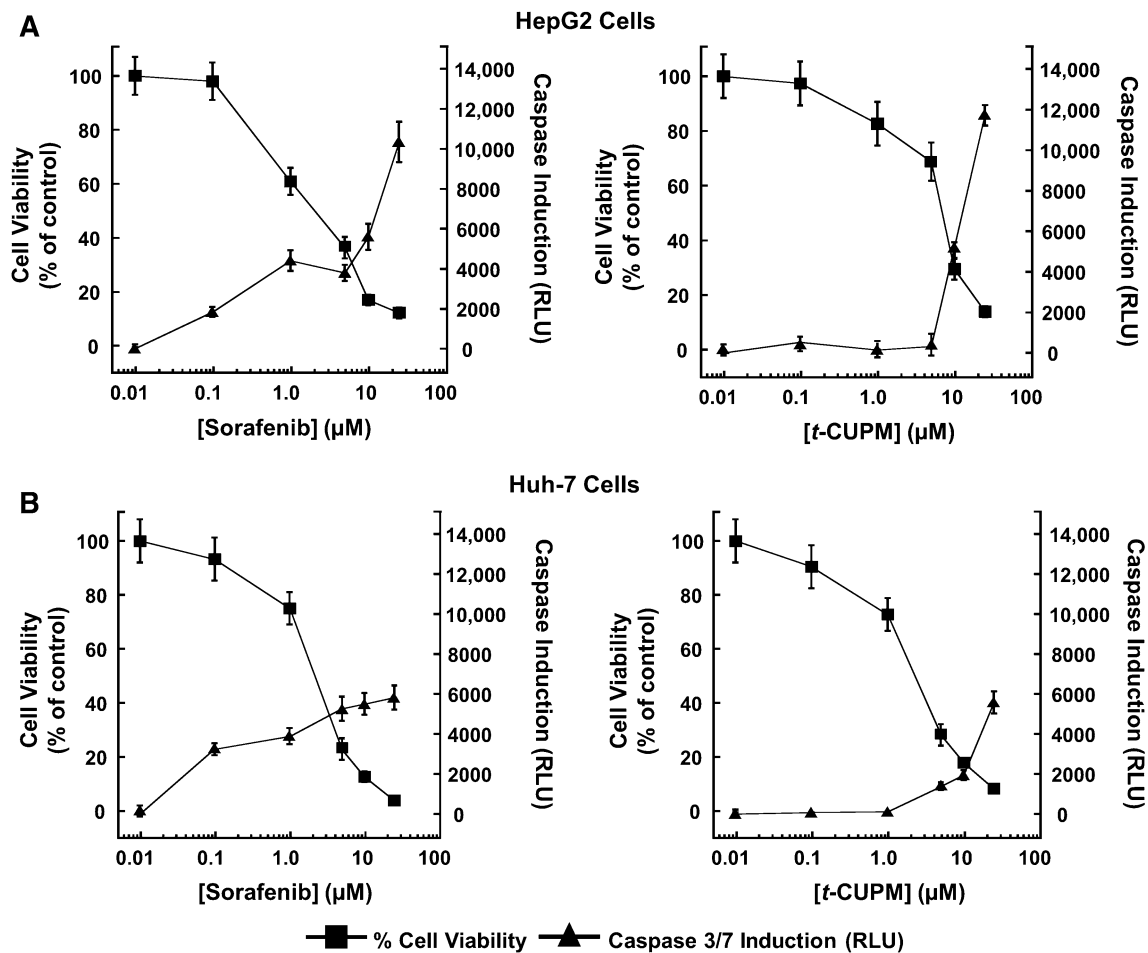 A
HepG2 Cells
100
80
60
40
20
0
Cell Viability
(% of control)
14,000
12,000
10,000
8000
6000
4000
2000
0
Caspase Induction (RLU)
0.01 0.1 1.0 10 100
[Sorafenib] (µM)
100
80
60
40
20
0
Cell Viability
(% of control)
14,000
12,000
10,000
8000
6000
4000
2000
0
Caspase Induction (RLU)
0.01 0.1 1.0 10 100
[t-CUPM] (µM)
B
Huh-7 Cells
100
80
60
40
20
0
Cell Viability
(% of control)
14,000
12,000
10,000
8000
6000
4000
2000
0
Caspase Induction (RLU)
0.01 0.1 1.0 10 100
[Sorafenib] (µM)
100
80
60
40
20
0
Cell Viability
(% of control)
14,000
12,000
10,000
8000
6000
4000
2000
0
Caspase Induction (RLU)
0.01 0.1 1.0 10 100
[t-CUPM] (µM)
% Cell Viability Caspase 3/7 Induction (RLU)